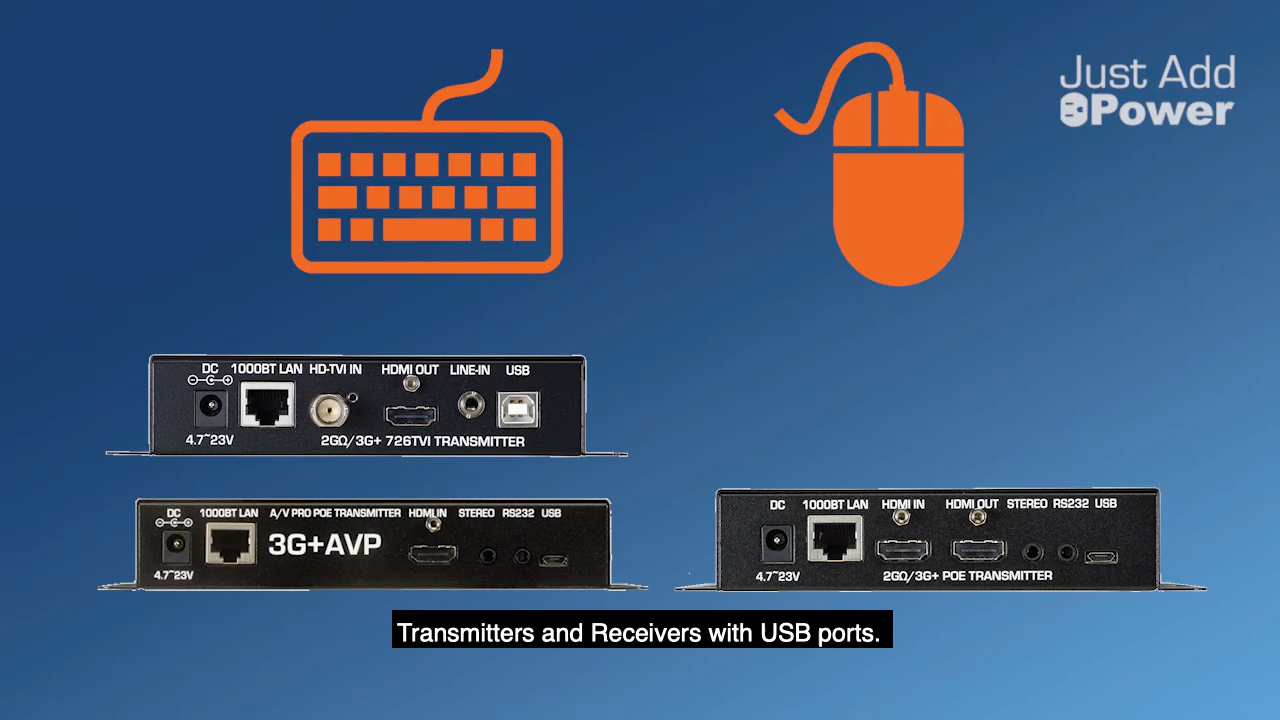 Just Add
Power
DC 1000BT LAN HD-TVI IN HDMI OUT LINE-IN USB
4.7~23V
2GΩ/3G+ 726TVI TRANSMITTER
DC 1000BT LAN A/V PRO POE TRANSMITTER HDMI IN STEREO RS232 USB
3G+AVP
4.7~23V
DC 1000BT LAN HDMI IN HDMI OUT STEREO RS232 USB
4.7~23V
2GΩ/3G+ POE TRANSMITTER
Transmitters and Receivers with USB ports.